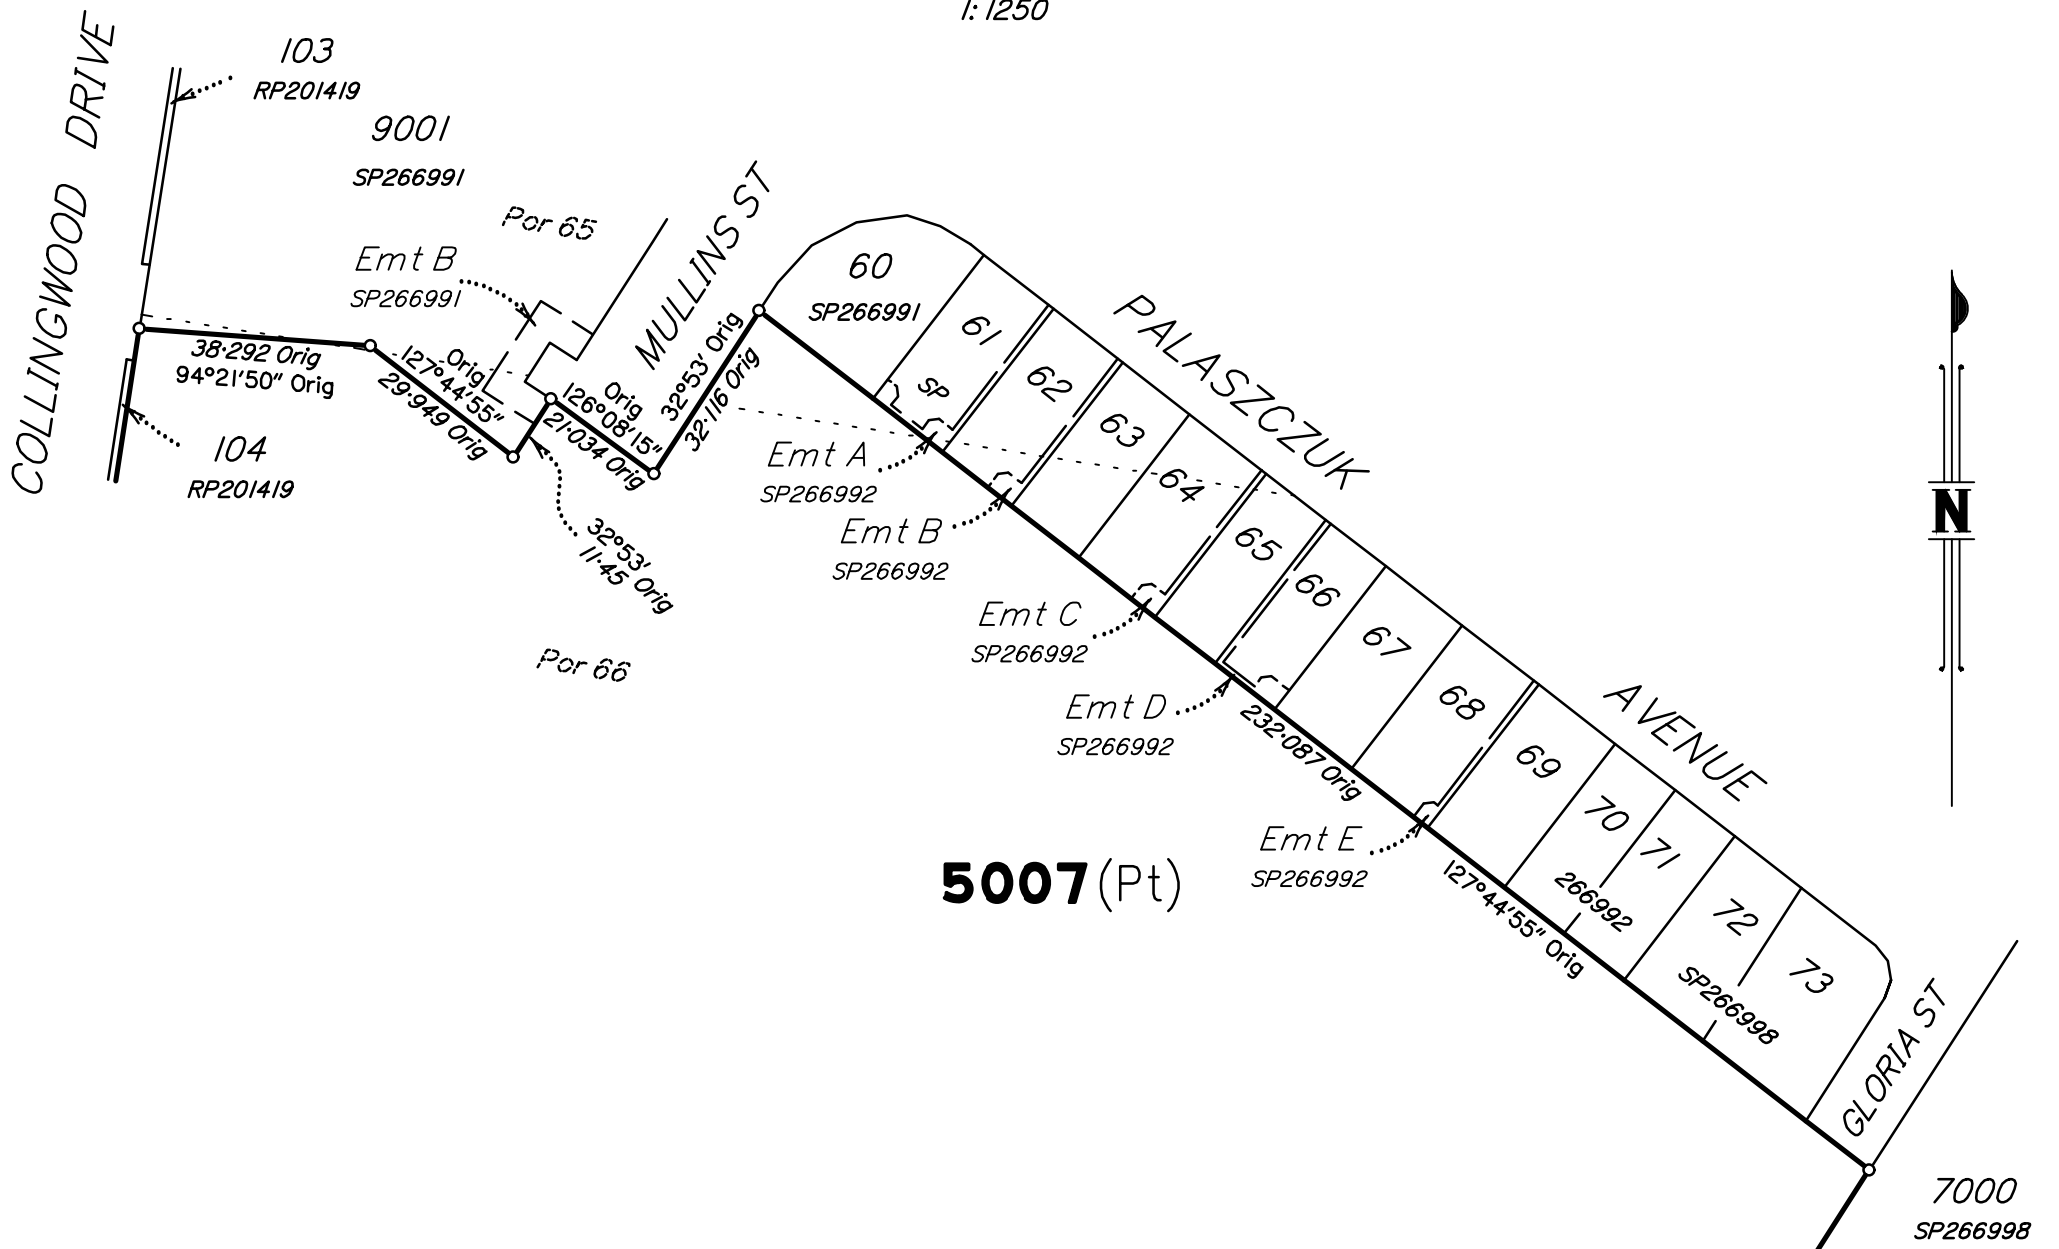 1:1250
COLLINGWOOD DRIVE
103
RP201419
9001
SP266991
Por 65
Emt B
SP266991
MULLINS ST
60
SP266991
61
SP
62
63
64
65
66
67
68
69
70
71
266992
72
73
SP266998
PALASZCZUK
AVENUE
GLORIA ST
N
38·292 Orig
94°21'50" Orig
Orig
127°44'55"
29·949 Orig
Orig
126°08'15"
21·034 Orig
32°53' Orig
32·116 Orig
104
RP201419
32°53'
11·45 Orig
Por 66
Emt A
SP266992
Emt B
SP266992
Emt C
SP266992
Emt D
SP266992
232·087 Orig
Emt E
SP266992
127°44'55" Orig
5007 (Pt)
7000
SP266998